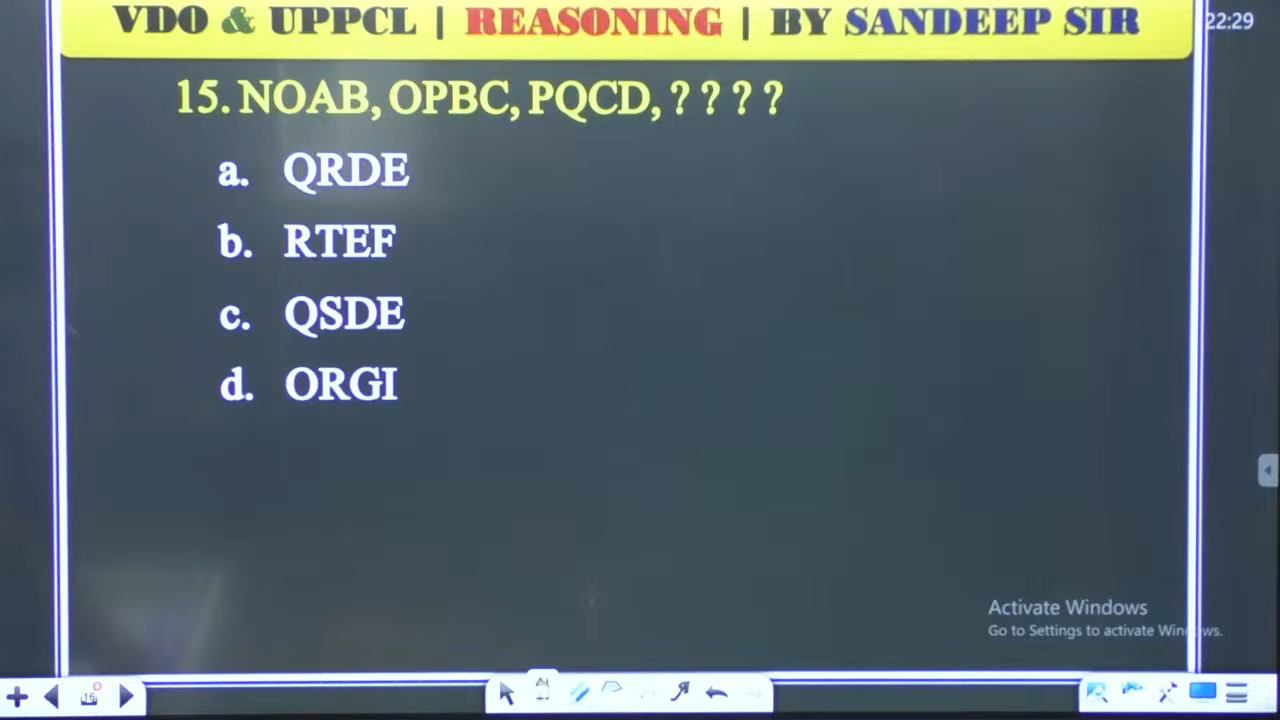 VDO & UPPCL | REASONING | BY SANDEEP SIR
22:29
15. NOAB, OPBC, PQCD, ? ? ? ?
a. QRDE
b. RTEF
c. QSDE
d. ORGI
Activate Windows
Go to Settings to activate Windows.
16